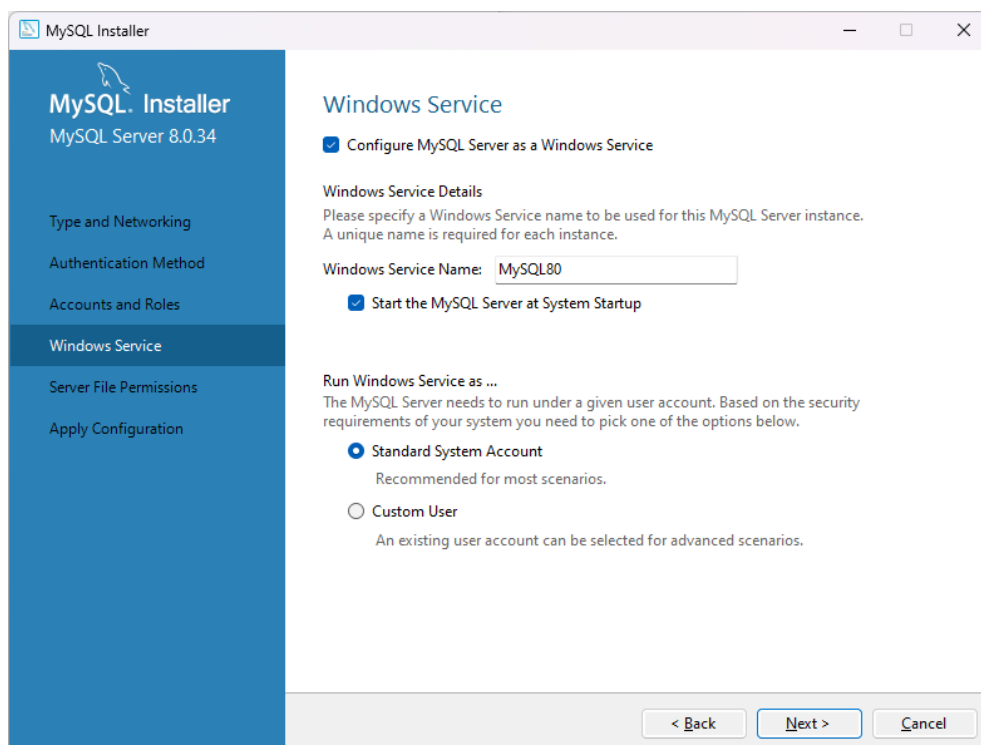 MySQL Installer
MySQL. Installer
MySQL Server 8.0.34
Type and Networking
Authentication Method
Accounts and Roles
Windows Service
Server File Permissions
Apply Configuration
Windows Service
Configure MySQL Server as a Windows Service
Windows Service Details
Please specify a Windows Service name to be used for this MySQL Server instance.
A unique name is required for each instance.
Windows Service Name: MySQL80
Start the MySQL Server at System Startup
Run Windows Service as ...
The MySQL Server needs to run under a given user account. Based on the security
requirements of your system you need to pick one of the options below.
Standard System Account
Recommended for most scenarios.
Custom User
An existing user account can be selected for advanced scenarios.
< Back Next > Cancel